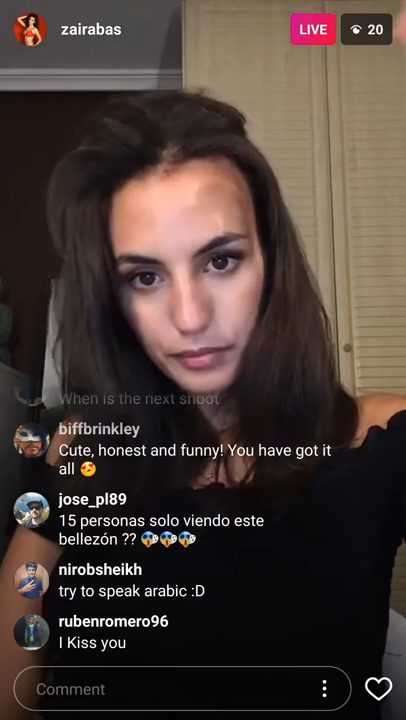 zairabas
LIVE
20
When is the next shoot
biffbrinkley
Cute, honest and funny! You have got it
all 😍
jose_pl89
15 personas solo viendo este
bellezón ?? 😱😱😱
nirobsheikh
try to speak arabic :D
rubenromero96
I Kiss you
Comment